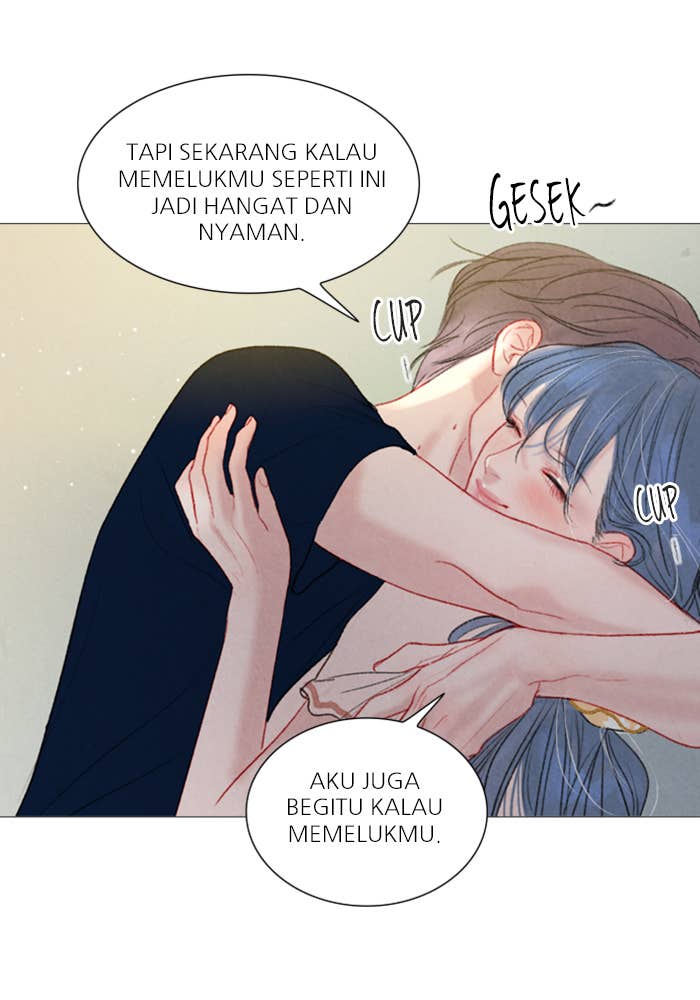 TAPI SEKARANG KALAU
MEMELUKMU SEPERTI INI
JADI HANGAT DAN
NYAMAN.
GESEK~
CUP
CUP
AKU JUGA
BEGITU KALAU
MEMELUKMU.